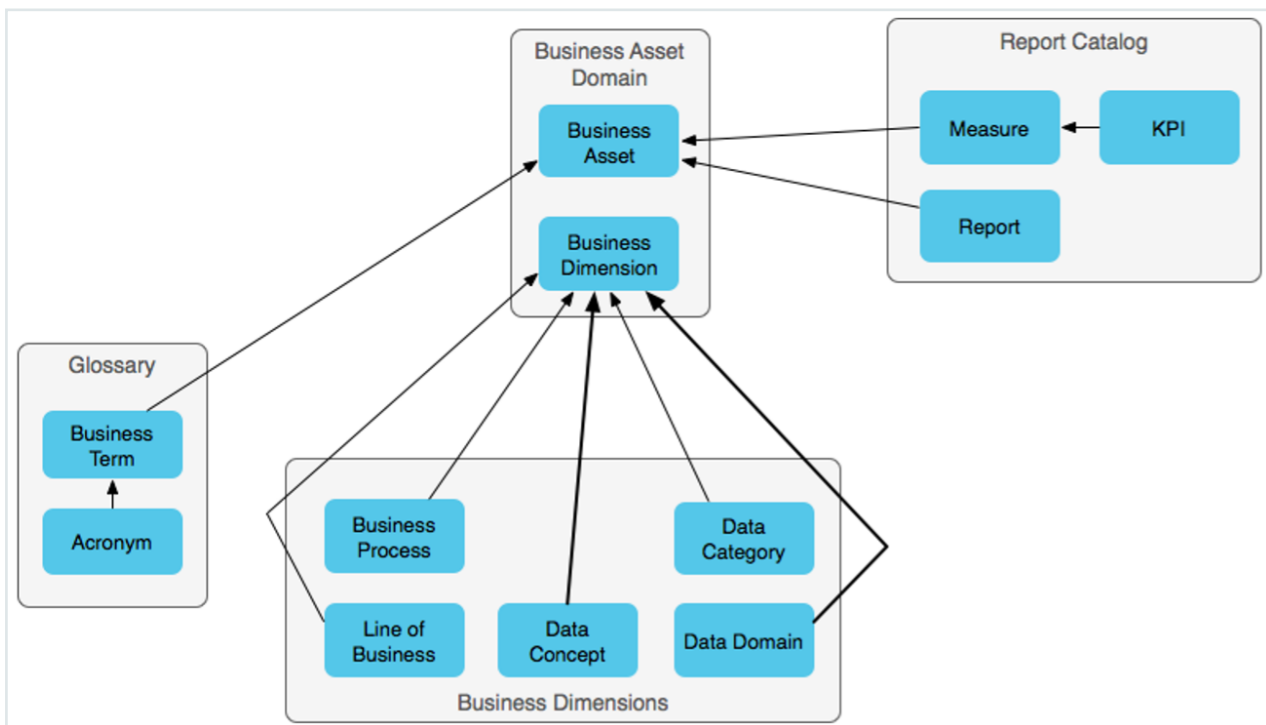 Business Asset
Domain
Business
Asset
Business
Dimension
Report Catalog
Measure
KPI
Report
Glossary
Business
Term
Acronym
Business
Process
Data
Category
Line of
Business
Data
Concept
Data Domain
Business Dimensions